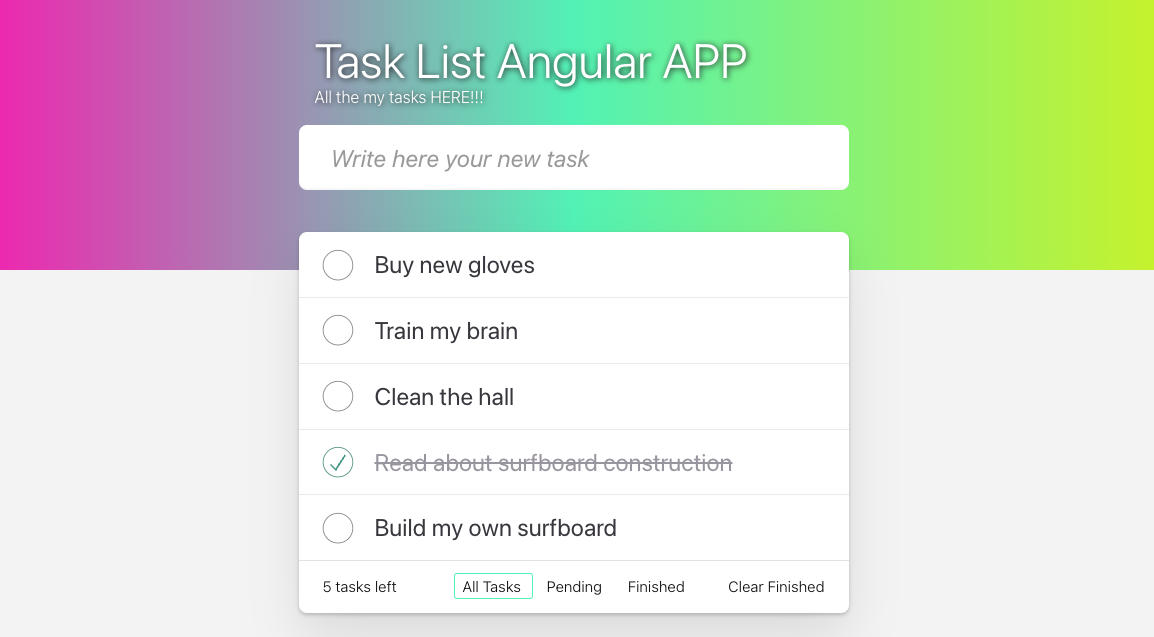 Task List Angular APP
All the my tasks HERE!!!
Write here your new task
Buy new gloves
Train my brain
Clean the hall
Read about surfboard construction
Build my own surfboard
5 tasks left All Tasks Pending Finished Clear Finished